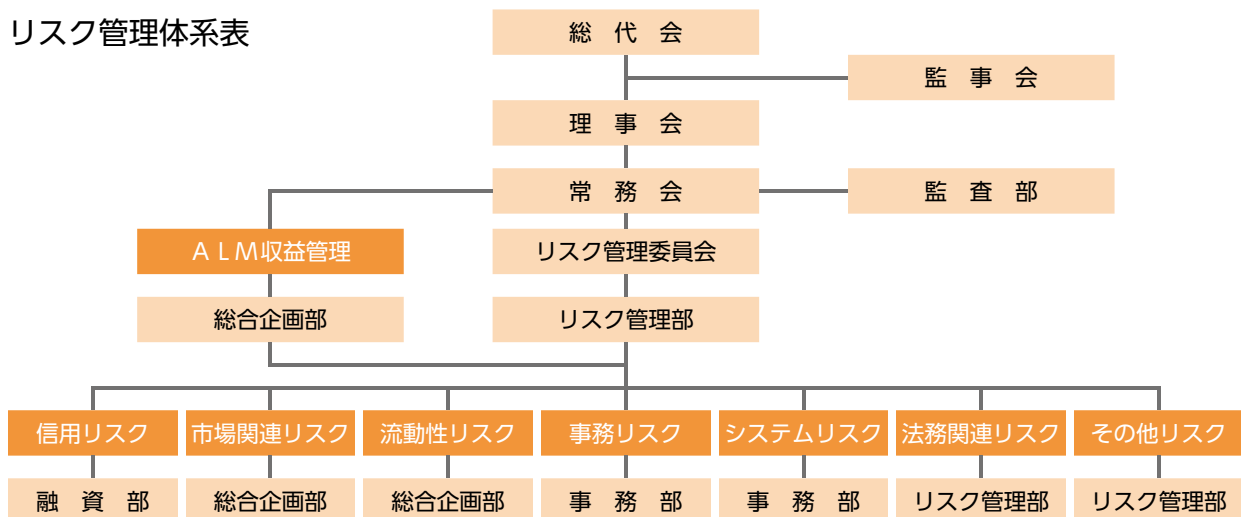 リスク管理体系表
総　代　会
監　事　会
理　事　会
常　務　会
監　査　部
ＡＬＭ収益管理
リスク管理委員会
総合企画部
リスク管理部
信用リスク
市場関連リスク
流動性リスク
事務リスク
システムリスク
法務関連リスク
その他リスク
融　資　部
総合企画部
総合企画部
事　務　部
事　務　部
リスク管理部
リスク管理部